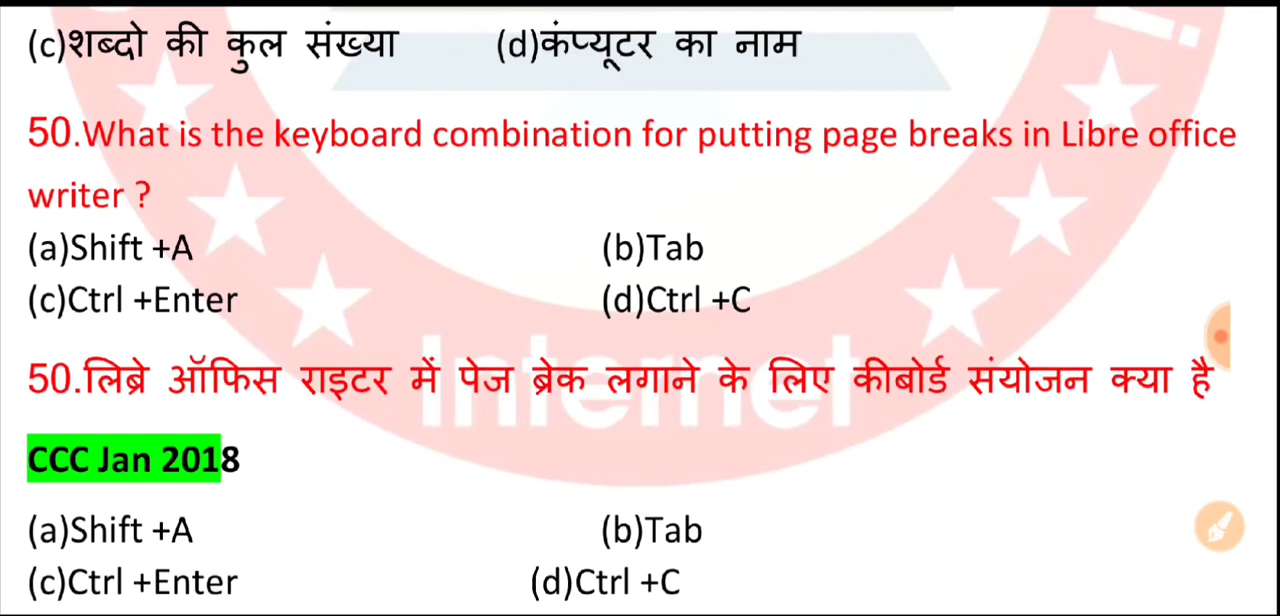 (c)शब्दो की कुल संख्या (d)कंप्यूटर का नाम
50.What is the keyboard combination for putting page breaks in Libre office
writer ?
(a)Shift +A (b)Tab
(c)Ctrl +Enter (d)Ctrl +C
50.लिब्रे ऑफिस राइटर में पेज ब्रेक लगाने के लिए कीबोर्ड संयोजन क्या है
Internet
CCC Jan 2018
(a)Shift +A (b)Tab
(c)Ctrl +Enter (d)Ctrl +C